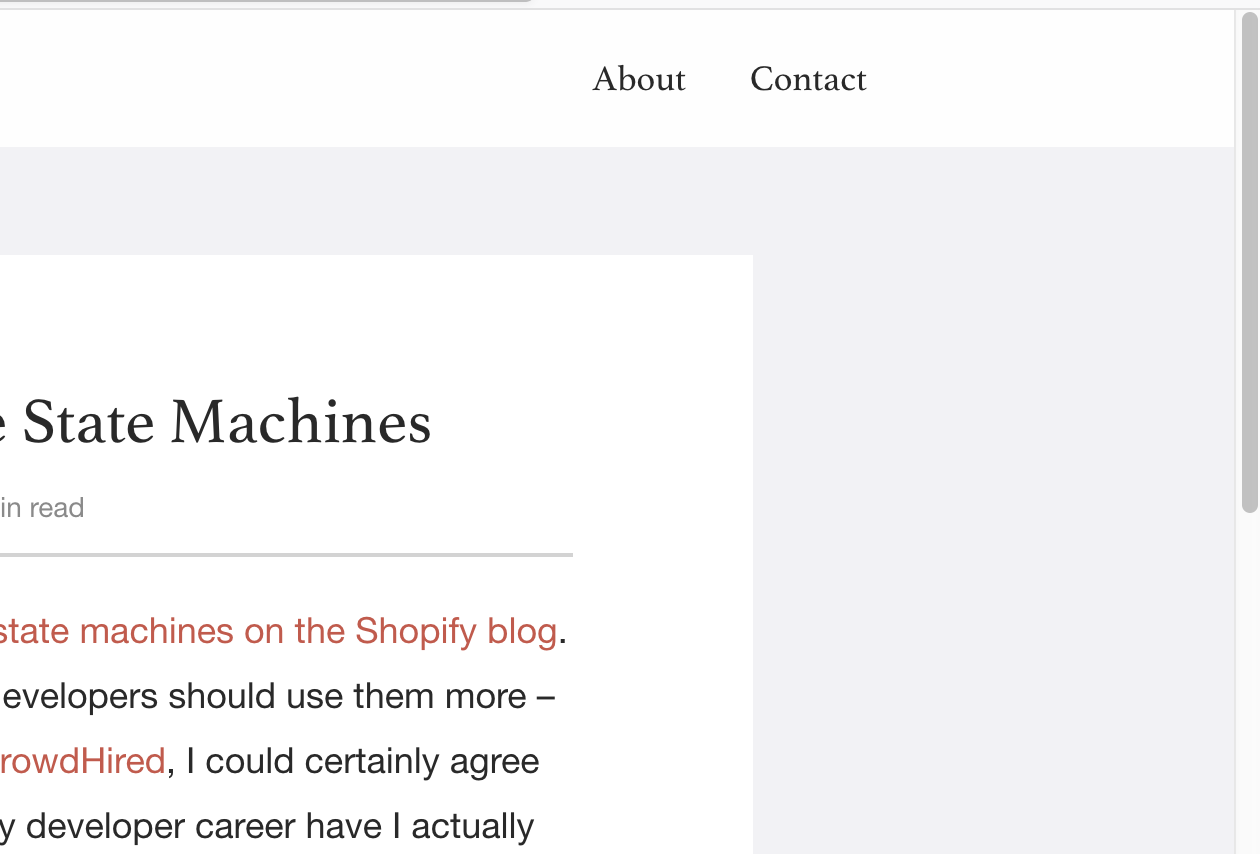 About Contact
State Machines
in read
state machines on the Shopify blog.
evelopers should use them more –
rowdHired, I could certainly agree
y developer career have I actually